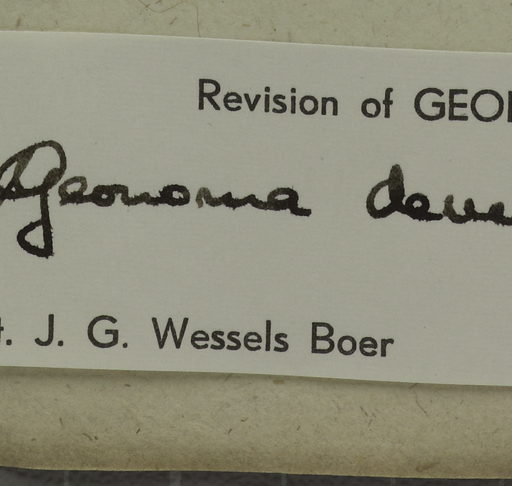 Revision of GEO
Geonoma
t. J. G. Wessels Boer